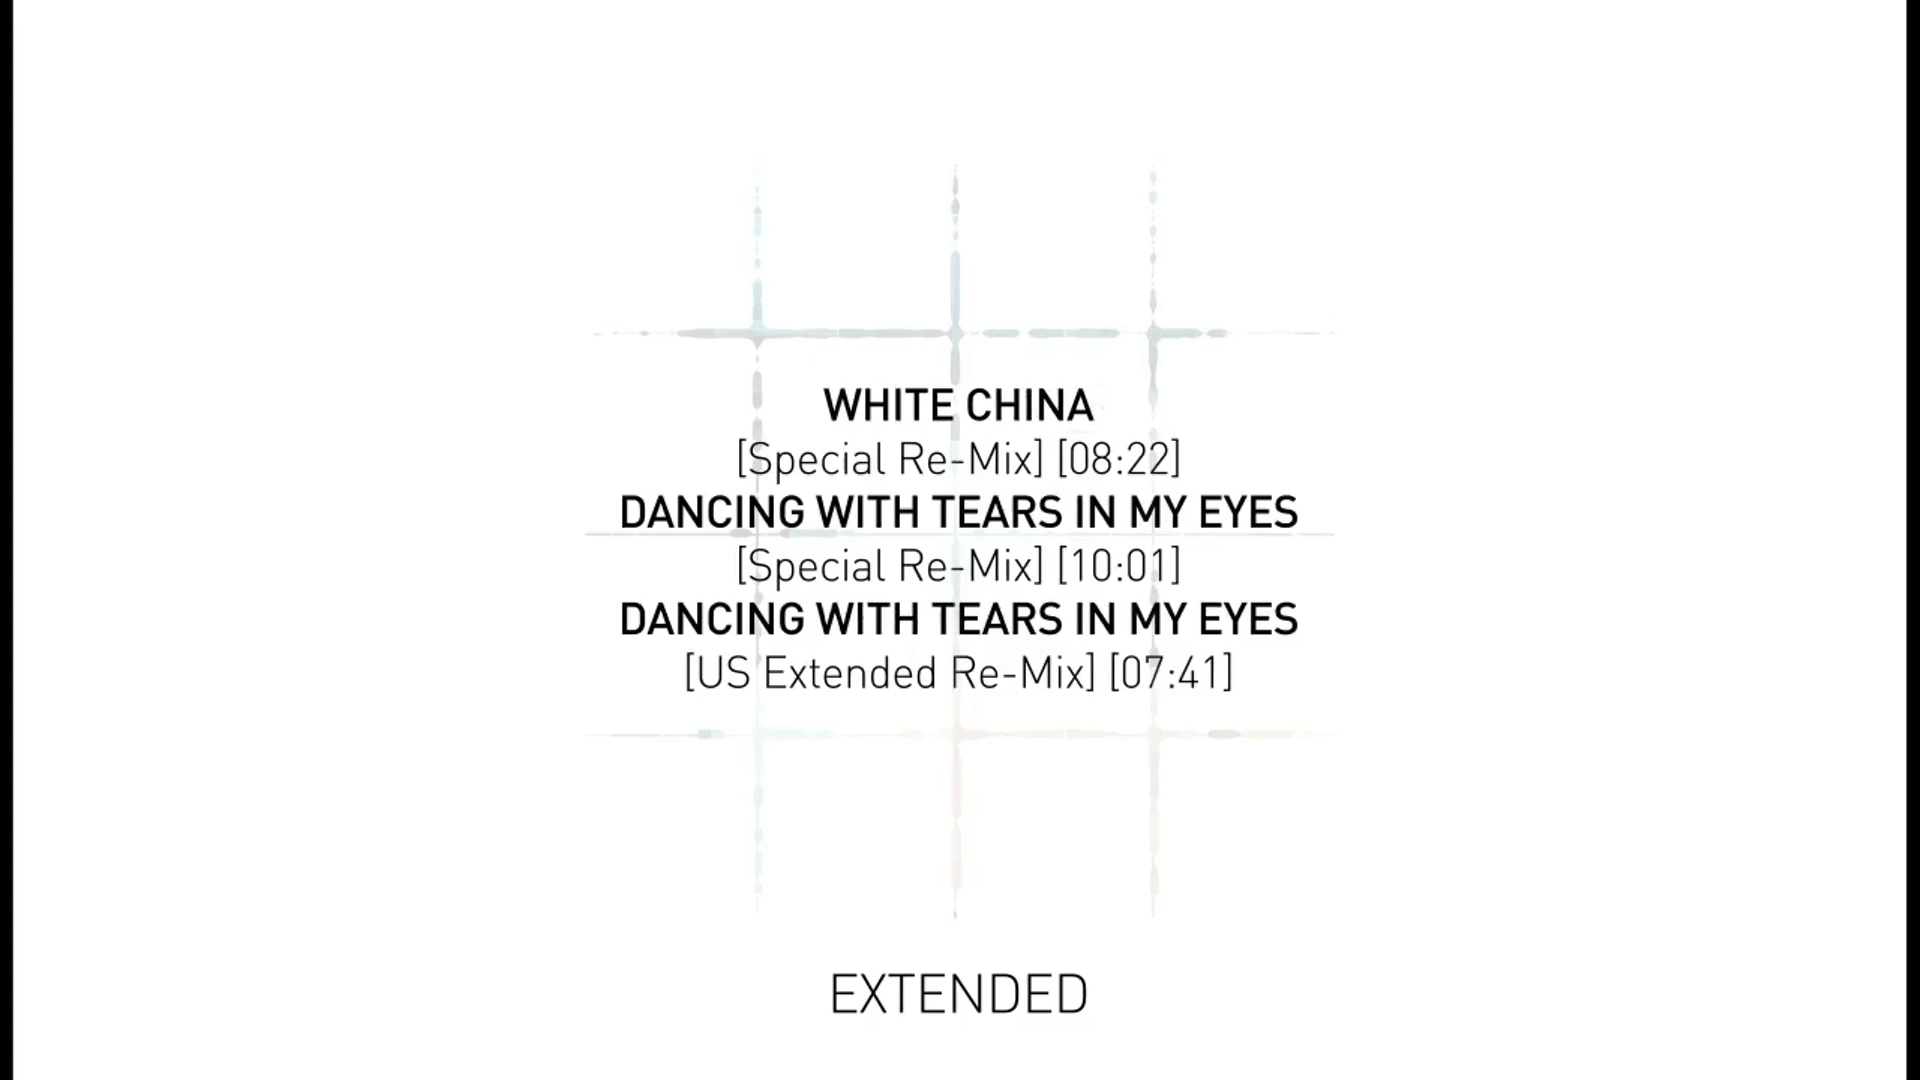 WHITE CHINA
[Special Re-Mix] [08:22]
DANCING WITH TEARS IN MY EYES
[Special Re-Mix] [10:01]
DANCING WITH TEARS IN MY EYES
[US Extended Re-Mix] [07:41]
EXTENDED